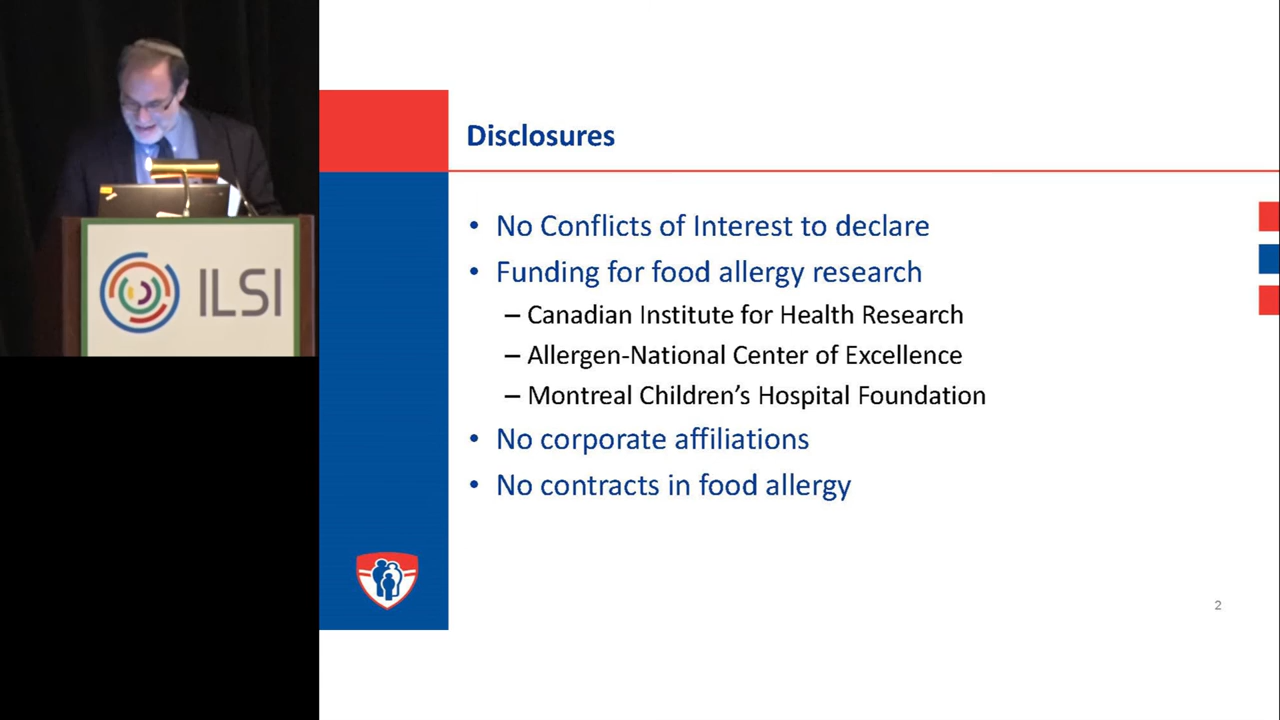 ILSI
Disclosures
• No Conflicts of Interest to declare
• Funding for food allergy research
– Canadian Institute for Health Research
– Allergen-National Center of Excellence
– Montreal Children’s Hospital Foundation
• No corporate affiliations
• No contracts in food allergy
2